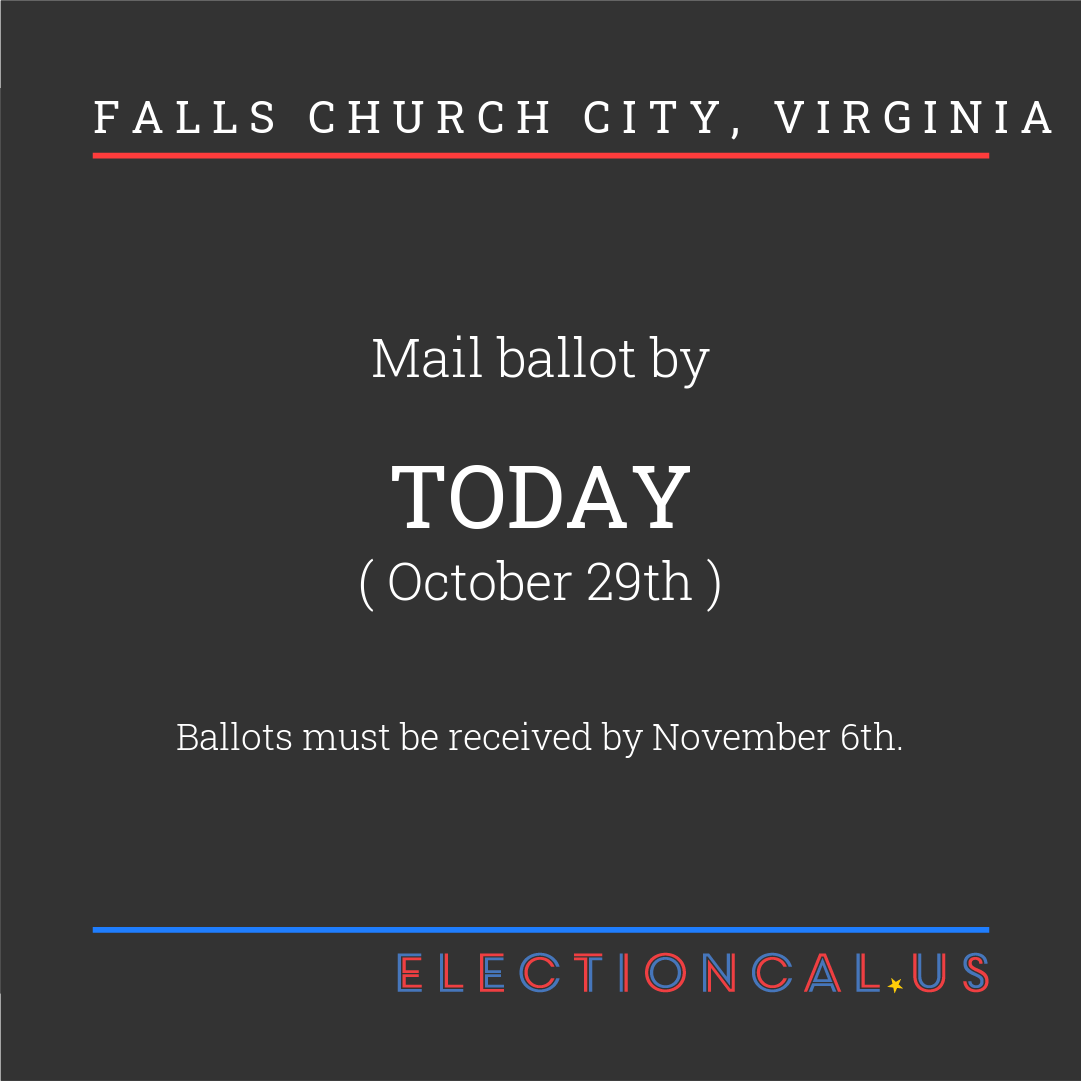 FALLS CHURCH CITY, VIRGINIA
Mail ballot by
TODAY
( October 29th )
Ballots must be received by November 6th.
ELECTIONCAL.US